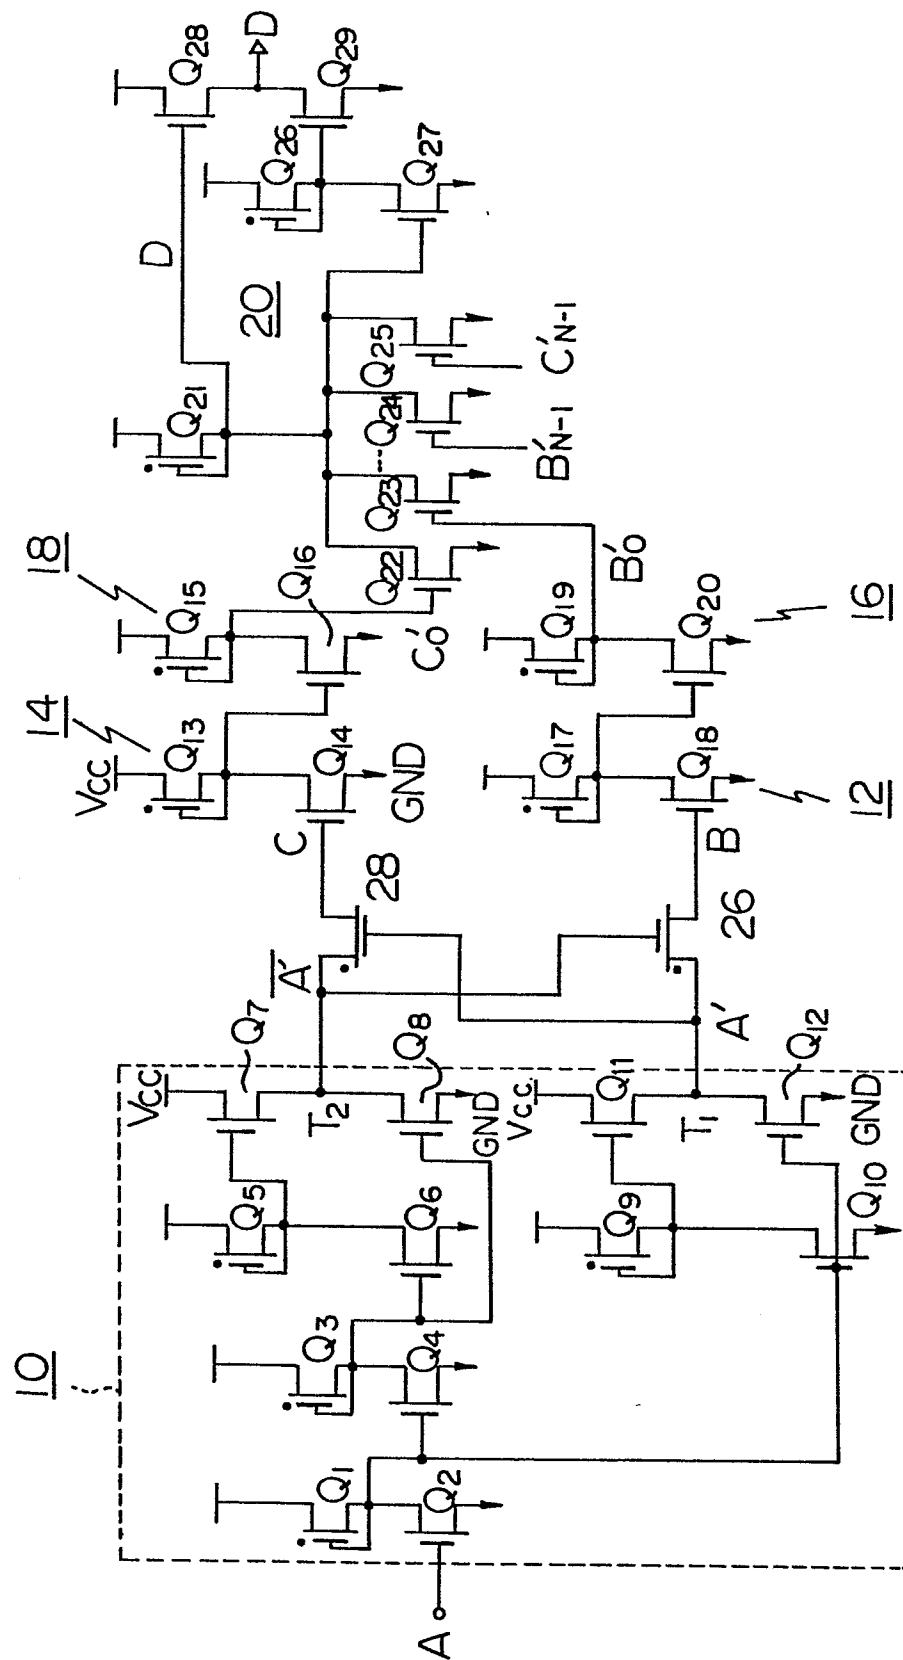 10
A
Q1
Q2
Q3
Q4
Q5
Q6
VCC
Q7
T2
Q8
GND
Q9
Q10
VCC
Q11
T1
Q12
GND
A̅'
A'
28
26
C
B
14
VCC
Q13
Q14
GND
Q17
Q18
12
18
Q15
Q16
C'0
Q19
Q20
B'0
16
Q21
Q22
Q23
...
Q24
Q25
B'N-1
C'N-1
20
D
Q26
Q27
Q28
D
Q29